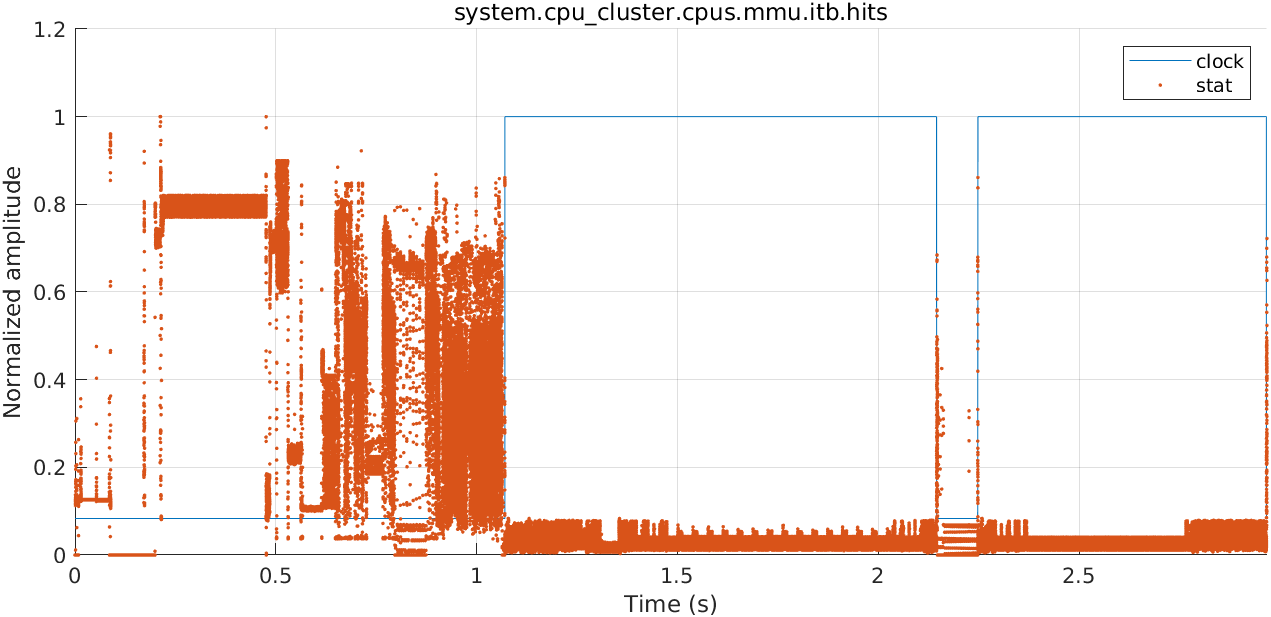 system.cpu_cluster.cpus.mmu.itb.hits
1.2
1
0.8
0.6
0.4
0.2
0
Normalized amplitude
clock
stat
0 0.5 1 1.5 2 2.5
Time (s)